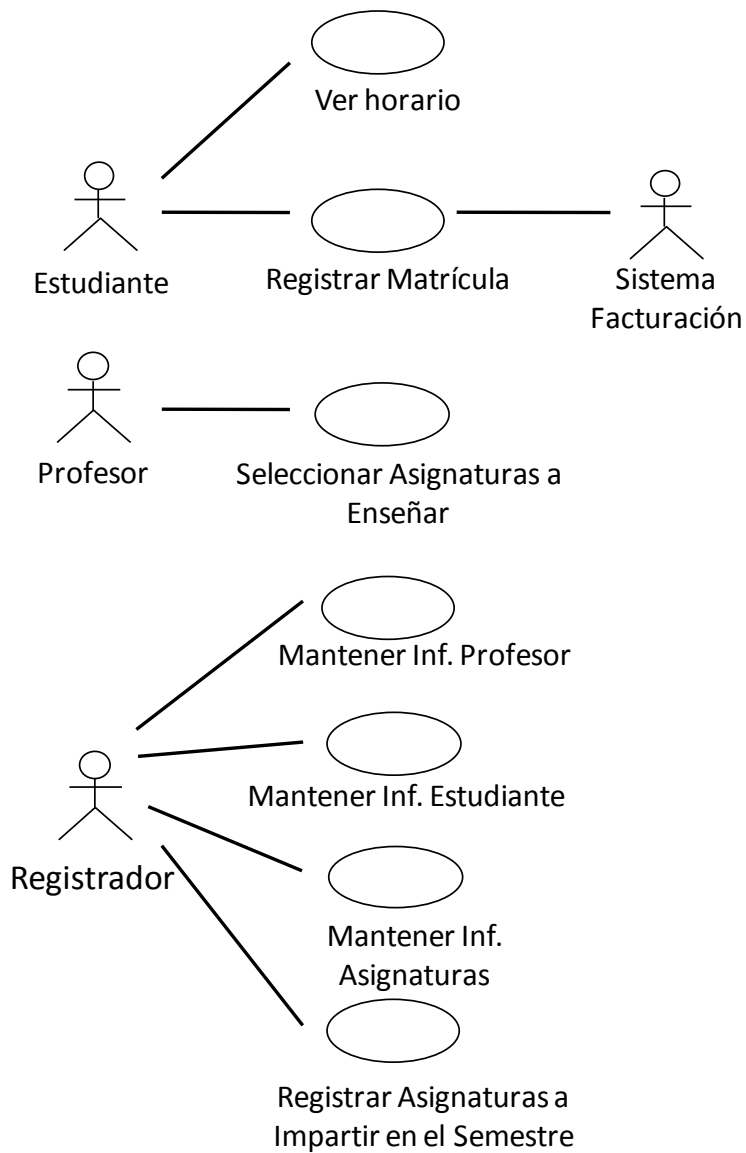 Ver horario
Estudiante
Registrar Matrícula
Sistema
Facturación
Profesor
Seleccionar Asignaturas a
Enseñar
Mantener Inf. Profesor
Mantener Inf. Estudiante
Registrador
Mantener Inf.
Asignaturas
Registrar Asignaturas a
Impartir en el Semestre